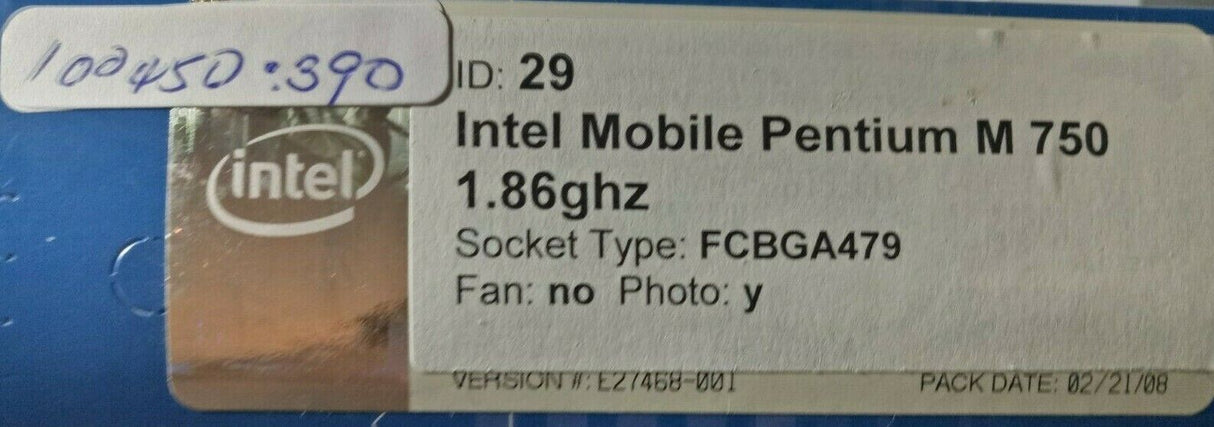 100450:390
ID: 29
Intel Mobile Pentium M 750
1.86ghz
Socket Type: FCBGA479
Fan: no Photo: y
intel
VERSION #: E27468-001 PACK DATE: 02/21/08